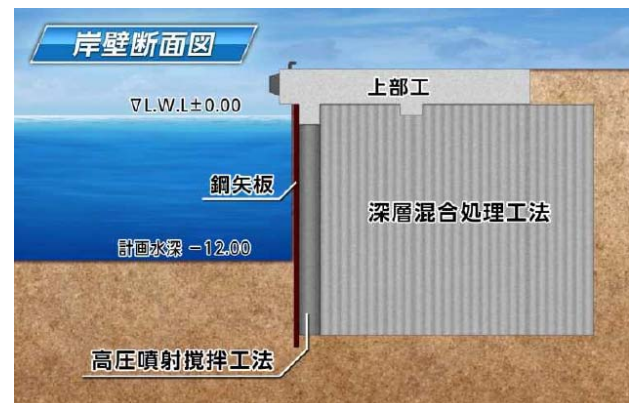 岸壁断面図
上部工
▽L.W.L±0.00
鋼矢板
深層混合処理工法
計画水深 －12.00
高圧噴射撹拌工法